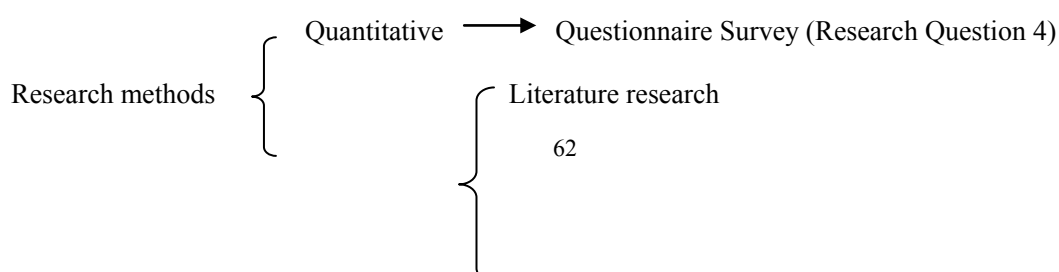 Quantitative Questionnaire Survey (Research Question 4)
Research methods Literature research
62